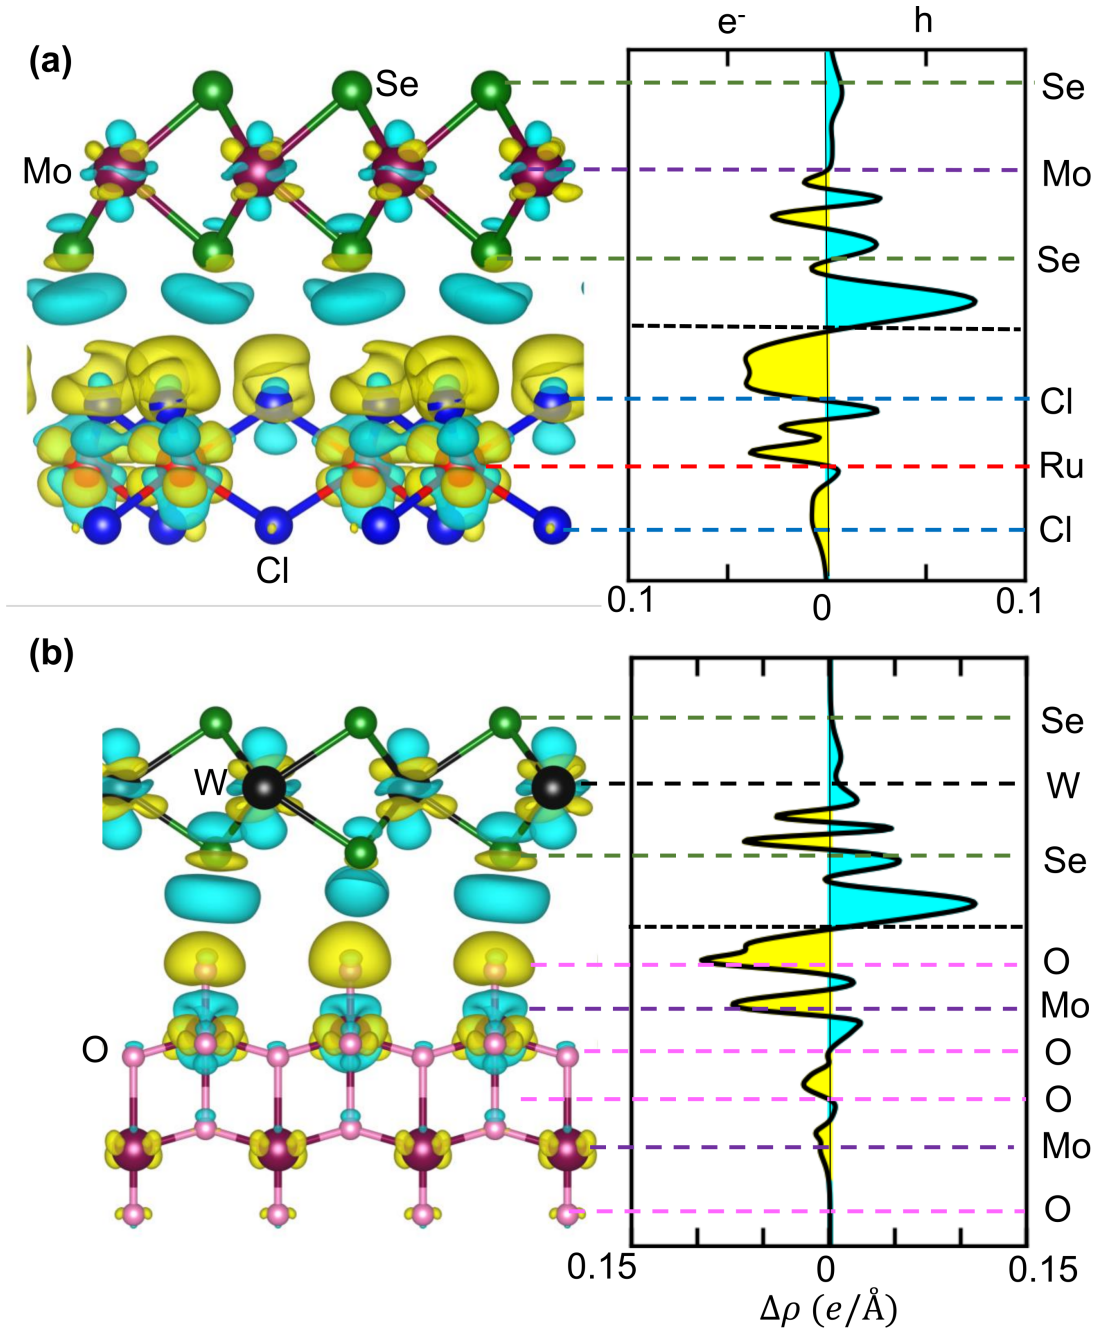 e⁻ h
(a)
Se
Mo
Cl
Se
Mo
Se
Cl
Ru
Cl
0.1 0 0.1
(b)
W
O
Se
W
Se
O
Mo
O
O
Mo
O
0.15 0 0.15
Δρ (e/Å)